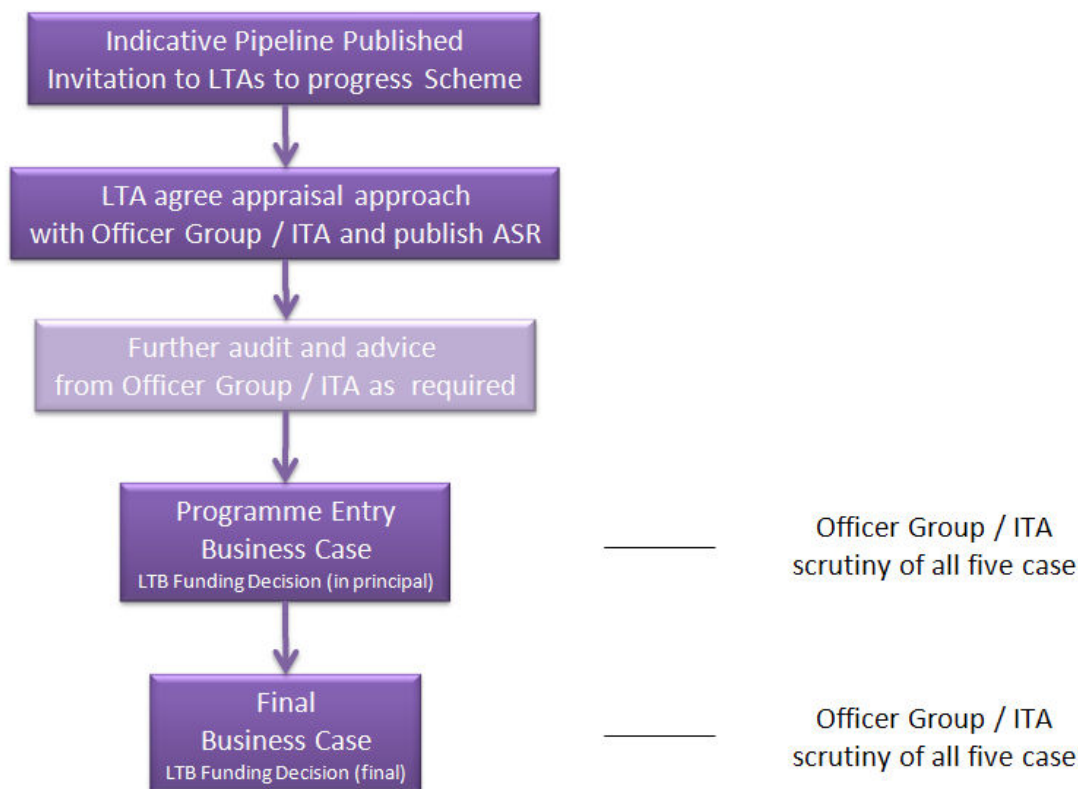 Indicative Pipeline Published
Invitation to LTAs to progress Scheme
LTA agree appraisal approach
with Officer Group / ITA and publish ASR
Further audit and advice
from Officer Group / ITA as required
Programme Entry
Business Case
LTB Funding Decision (in principal)
Officer Group / ITA
scrutiny of all five case
Final
Business Case
LTB Funding Decision (final)
Officer Group / ITA
scrutiny of all five case